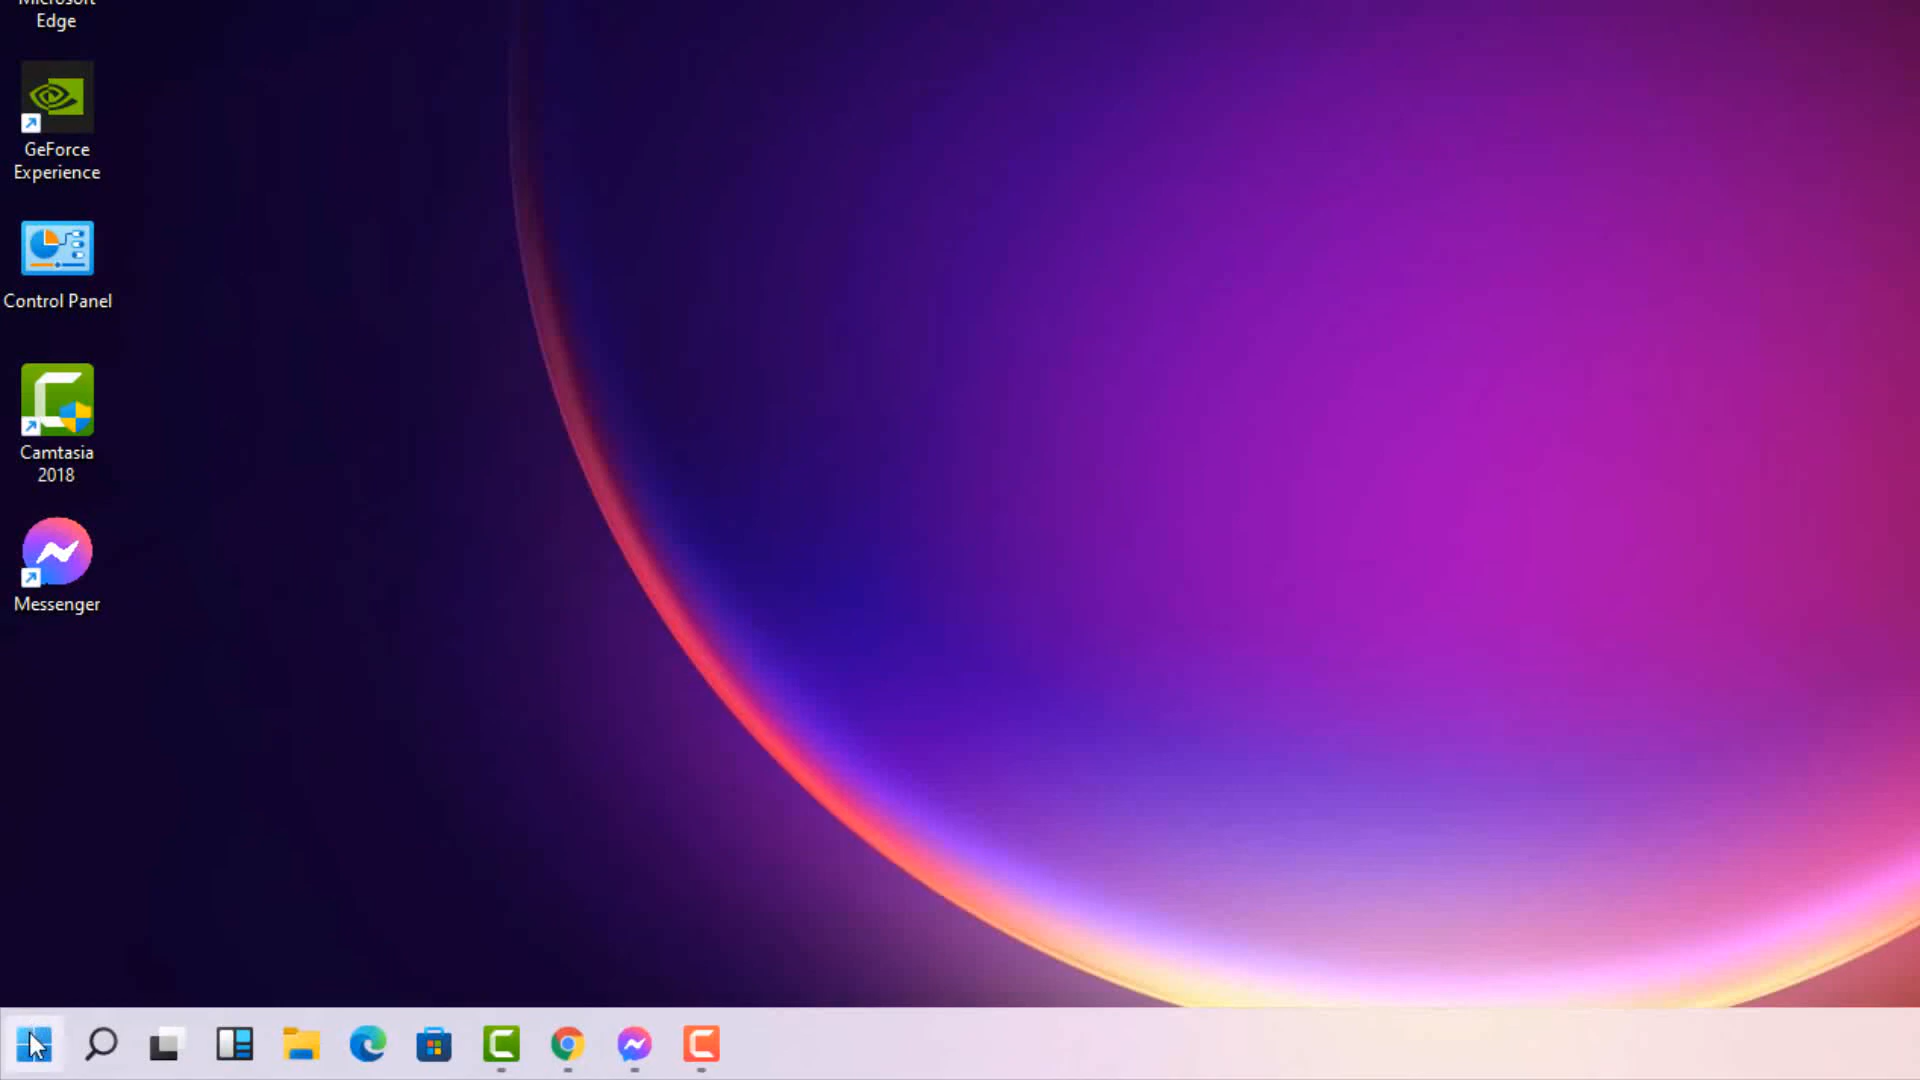 Microsoft
Edge
GeForce
Experience
Control Panel
Camtasia
2018
Messenger